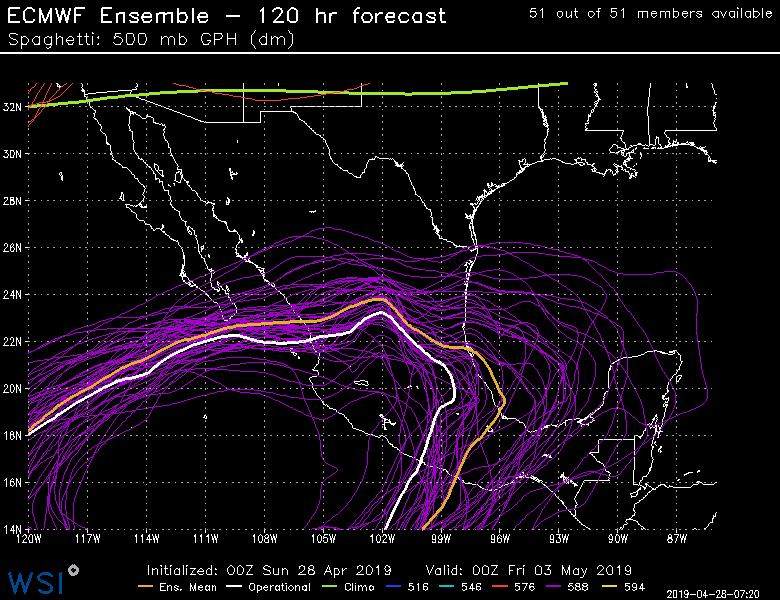 ECMWF Ensemble – 120 hr forecast
51 out of 51 members available
Spaghetti: 500 mb GPH (dm)
32N
30N
28N
26N
24N
22N
20N
18N
16N
14N
120W 117W 114W 111W 108W 105W 102W 99W 96W 93W 90W 87W
Initialized: 00Z Sun 28 Apr 2019 Valid: 00Z Fri 03 May 2019
WSI
Ens. Mean Operational Climo 516 546 576 588 594
2019-04-28-07:20